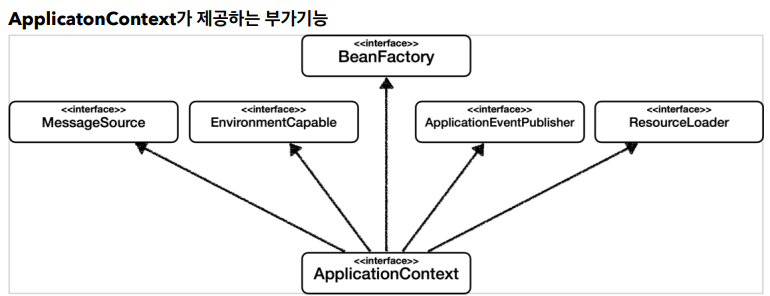 ApplicatonContext가 제공하는 부가기능
<<interface>>
BeanFactory
<<interface>>
MessageSource
<<interface>>
EnvironmentCapable
<<interface>>
ApplicationEventPublisher
<<interface>>
ResourceLoader
<<interface>>
ApplicationContext